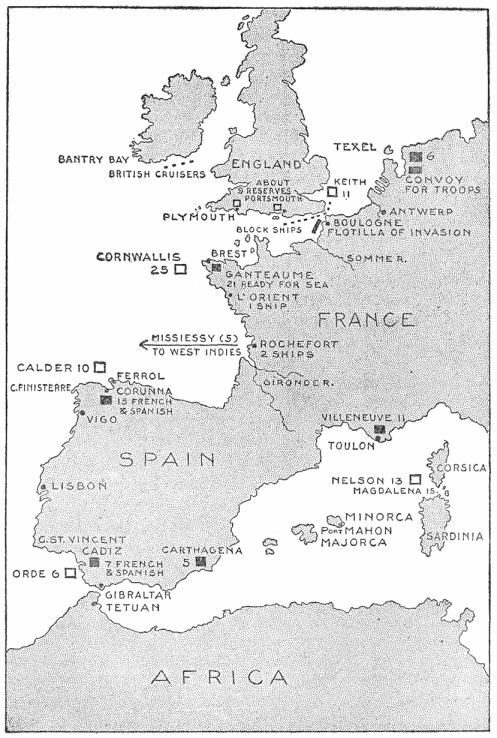 TEXEL
6
BANTRY BAY
BRITISH CRUISERS
ENGLAND
CONVOY
FOR TROOPS
KEITH
11
ABOUT
9 RESERVES
PORTSMOUTH
PLYMOUTH
ANTWERP
BLOCK SHIPS
BOULOGNE
FLOTILLA OF INVASION
CORNWALLIS
25
BREST
SOMMER.
GANTEAUME
21 READY FOR SEA
L'ORIENT
1 SHIP
FRANCE
MISSIESSY (5)
TO WEST INDIES
ROCHEFORT
2 SHIPS
CALDER 10
FERROL
C.FINISTERRE
CORUNNA
15 FRENCH
& SPANISH
GIRONDER.
VIGO
VILLENEUVE 11
TOULON
SPAIN
CORSICA
NELSON 13
MAGDALENA IS.
LISBON
MINORCA
PORT MAHON
MAJORCA
SARDINIA
C.ST.VINCENT
CADIZ
7 FRENCH
& SPANISH
CARTHAGENA
5
ORDE 6
GIBRALTAR
TETUAN
AFRICA